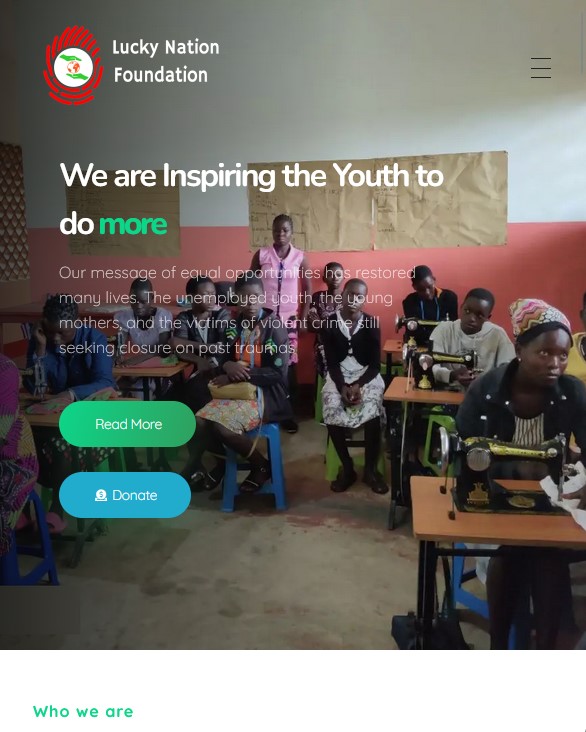 Lucky Nation
Foundation
We are Inspiring the Youth to
do more
Our message of equal opportunities has restored
many lives. The unemployed youth, the young
mothers, and the victims of violent crime still
seeking closure on past traumas
Read More
Donate
Who we are